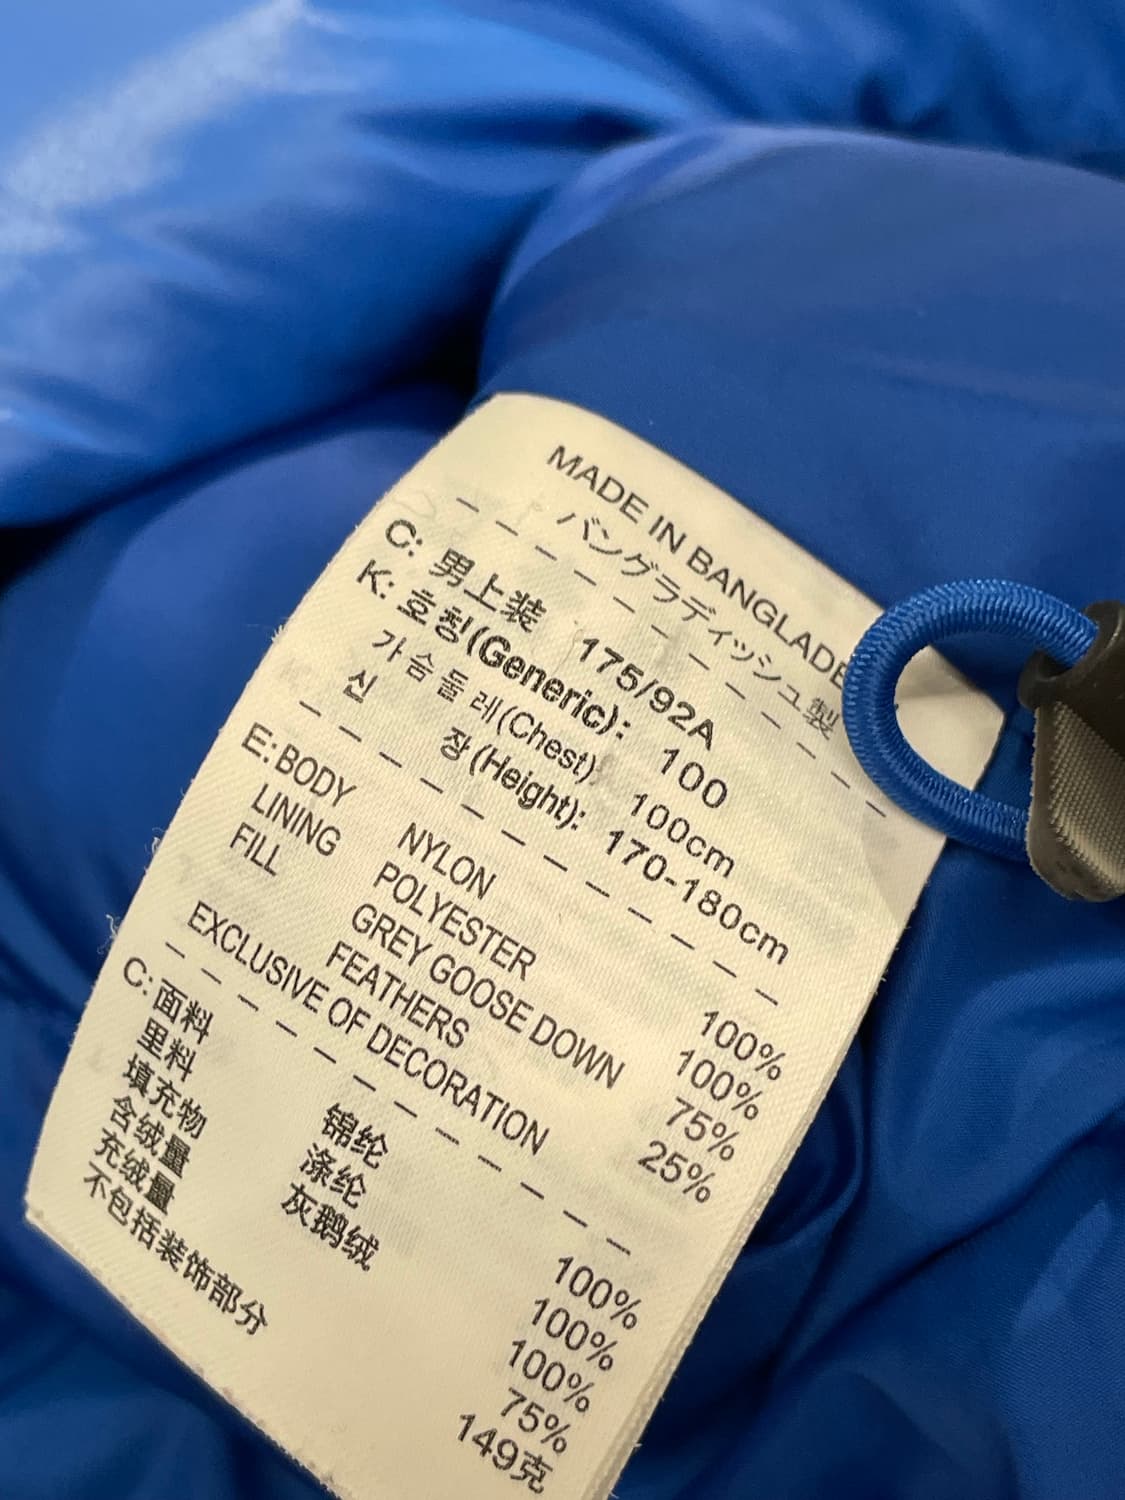 MADE IN BANGLADE
バングラディッシュ製
C: 男上装 175/92A
K: 호칭(Generic): 100
가슴둘레(Chest) 100cm
신 장(Height): 170-180cm
E: BODY NYLON 100%
LINING POLYESTER 100%
FILL GREY GOOSE DOWN 75%
FEATHERS 25%
EXCLUSIVE OF DECORATION
C: 面料 锦纶 100%
里料 涤纶 100%
填充物 灰鹅绒 100%
含绒量 75%
充绒量 149克
不包括装饰部分